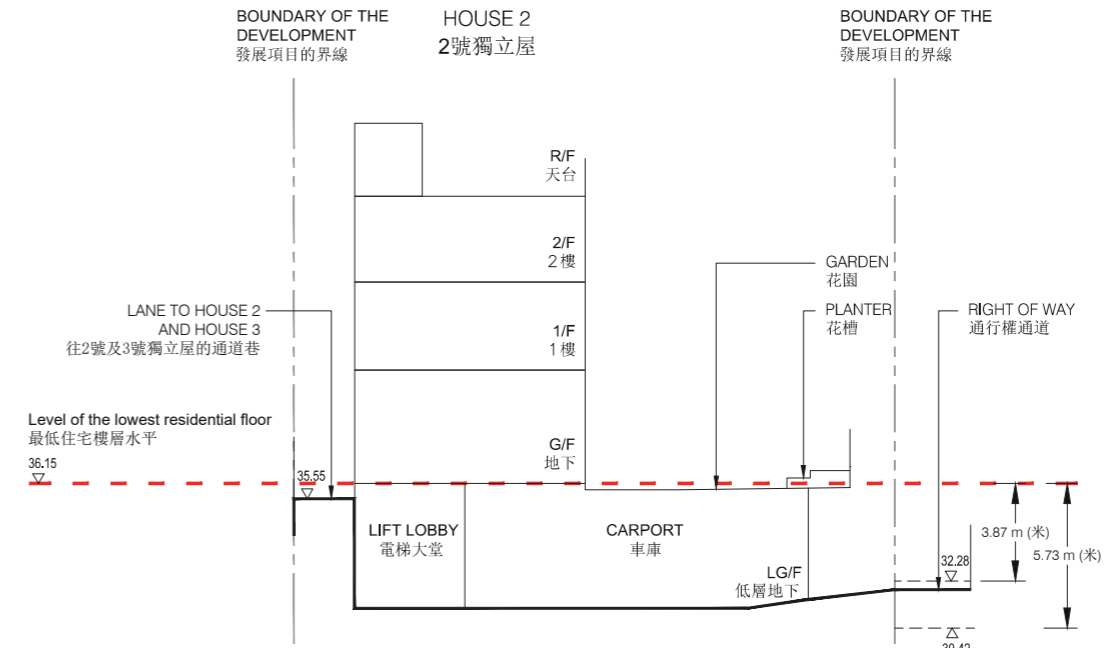 BOUNDARY OF THE
DEVELOPMENT
發展項目的界線
HOUSE 2
2號獨立屋
BOUNDARY OF THE
DEVELOPMENT
發展項目的界線
R/F
天台
2/F
2樓
GARDEN
花園
LANE TO HOUSE 2
AND HOUSE 3
往2號及3號獨立屋的通道巷
PLANTER
花槽
RIGHT OF WAY
通行權通道
1/F
1樓
Level of the lowest residential floor
最低住宅樓層水平
36.15
G/F
地下
35.55
LIFT LOBBY
電梯大堂
CARPORT
車庫
3.87 m (米)
5.73 m (米)
32.28
LG/F
低層地下
30.42